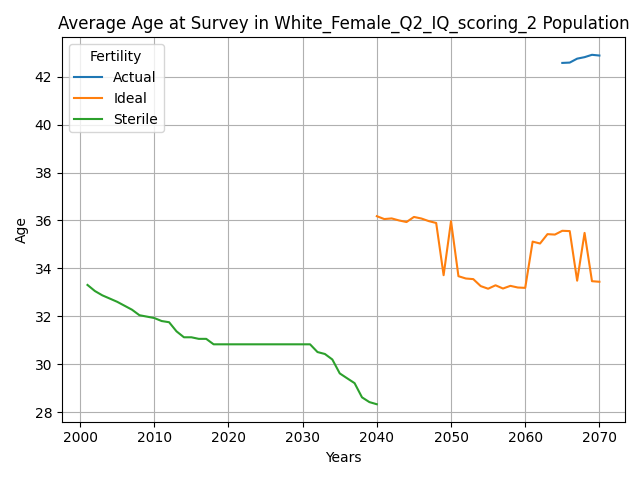 Average Age at Survey in White_Female_Q2_IQ_scoring_2 Population
Fertility
Actual
Ideal
Sterile
Age
42
40
38
36
34
32
30
28
2000 2010 2020 2030 2040 2050 2060 2070
Years